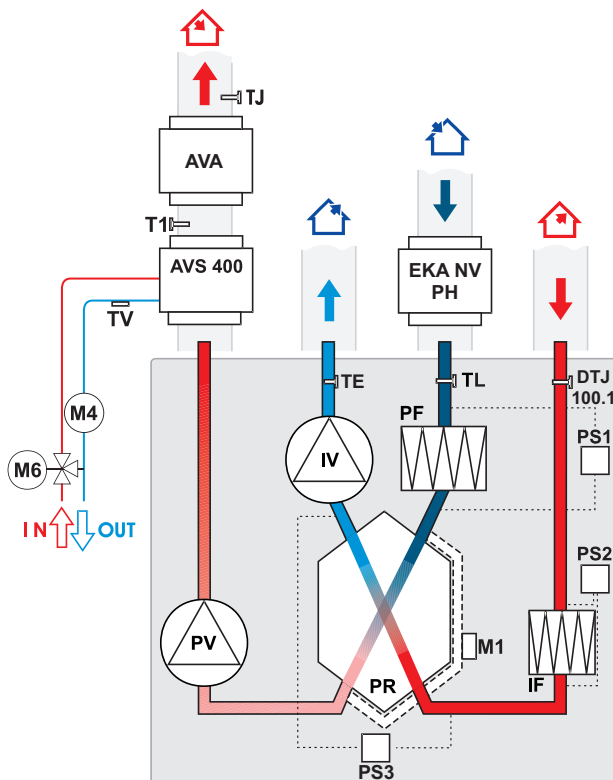 TJ
AVA
T1
AVS 400
EKA NV
PH
TV
TE
TL
DTJ
100.1
PF
M4
PS1
IV
M6
IN
OUT
PS2
PV
M1
PR
IF
PS3